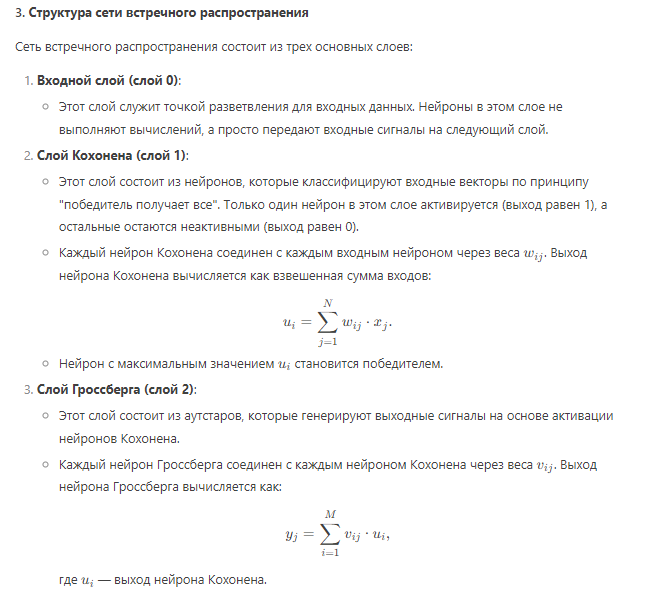 3. Структура сети встречного распространения
Сеть встречного распространения состоит из трех основных слоев:
1. Входной слой (слой 0):
○ Этот слой служит точкой разветвления для входных данных. Нейроны в этом слое не
выполняют вычислений, а просто передают входные сигналы на следующий слой.
2. Слой Кохонена (слой 1):
○ Этот слой состоит из нейронов, которые классифицируют входные векторы по принципу
"победитель получает все". Только один нейрон в этом слое активируется (выход равен 1), а
остальные остаются неактивными (выход равен 0).
○ Каждый нейрон Кохонена соединен с каждым входным нейроном через веса w_{ij}. Выход
нейрона Кохонена вычисляется как взвешенная сумма входов:
u_i = \sum_{j=1}^{N} w_{ij} \cdot x_j.
○ Нейрон с максимальным значением u_i становится победителем.
3. Слой Гроссберга (слой 2):
○ Этот слой состоит из аутстаров, которые генерируют выходные сигналы на основе активации
нейронов Кохонена.
○ Каждый нейрон Гроссберга соединен с каждым нейроном Кохонена через веса v_{ij}. Выход
нейрона Гроссберга вычисляется как:
y_j = \sum_{i=1}^{M} v_{ij} \cdot u_i,
где u_i — выход нейрона Кохонена.